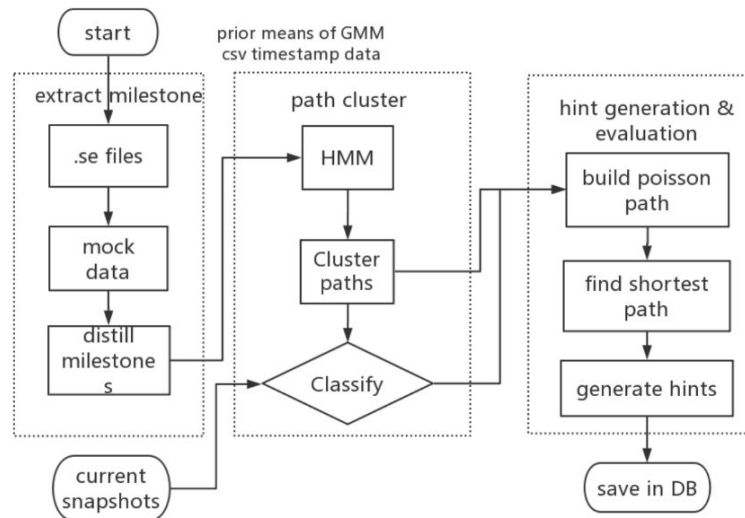 start
extract milestone
.se files
mock
data
distill
milestone
s
current
snapshots
prior means of GMM
csv timestamp data
path cluster
HMM
Cluster
paths
Classify
hint generation &
evaluation
build poisson
path
find shortest
path
generate hints
save in DB